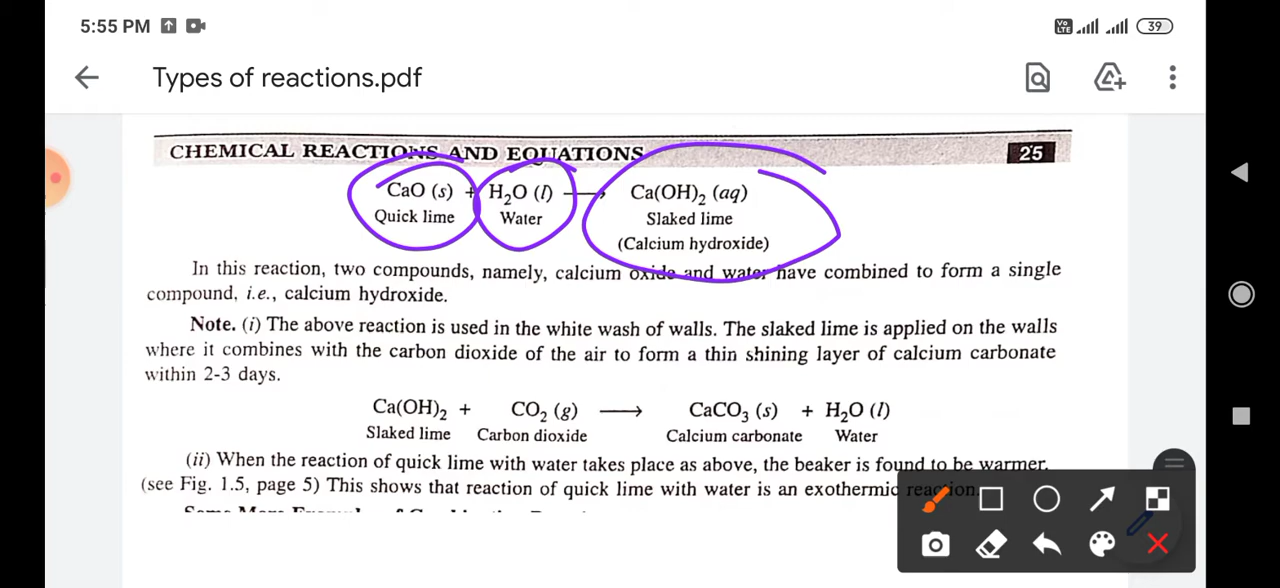 5:55 PM
Vo LTE 39
Types of reactions.pdf
CHEMICAL REACTIONS AND EQUATIONS 25
CaO (s) + H₂O (l) ⟶ Ca(OH)₂ (aq)
Quick lime Water Slaked lime
(Calcium hydroxide)
In this reaction, two compounds, namely, calcium oxide and water have combined to form a single
compound, i.e., calcium hydroxide.
Note. (i) The above reaction is used in the white wash of walls. The slaked lime is applied on the walls
where it combines with the carbon dioxide of the air to form a thin shining layer of calcium carbonate
within 2-3 days.
Ca(OH)₂ + CO₂ (g) ⟶ CaCO₃ (s) + H₂O (l)
Slaked lime Carbon dioxide Calcium carbonate Water
(ii) When the reaction of quick lime with water takes place as above, the beaker is found to be warmer.
(see Fig. 1.5, page 5) This shows that reaction of quick lime with water is an exothermic reaction.